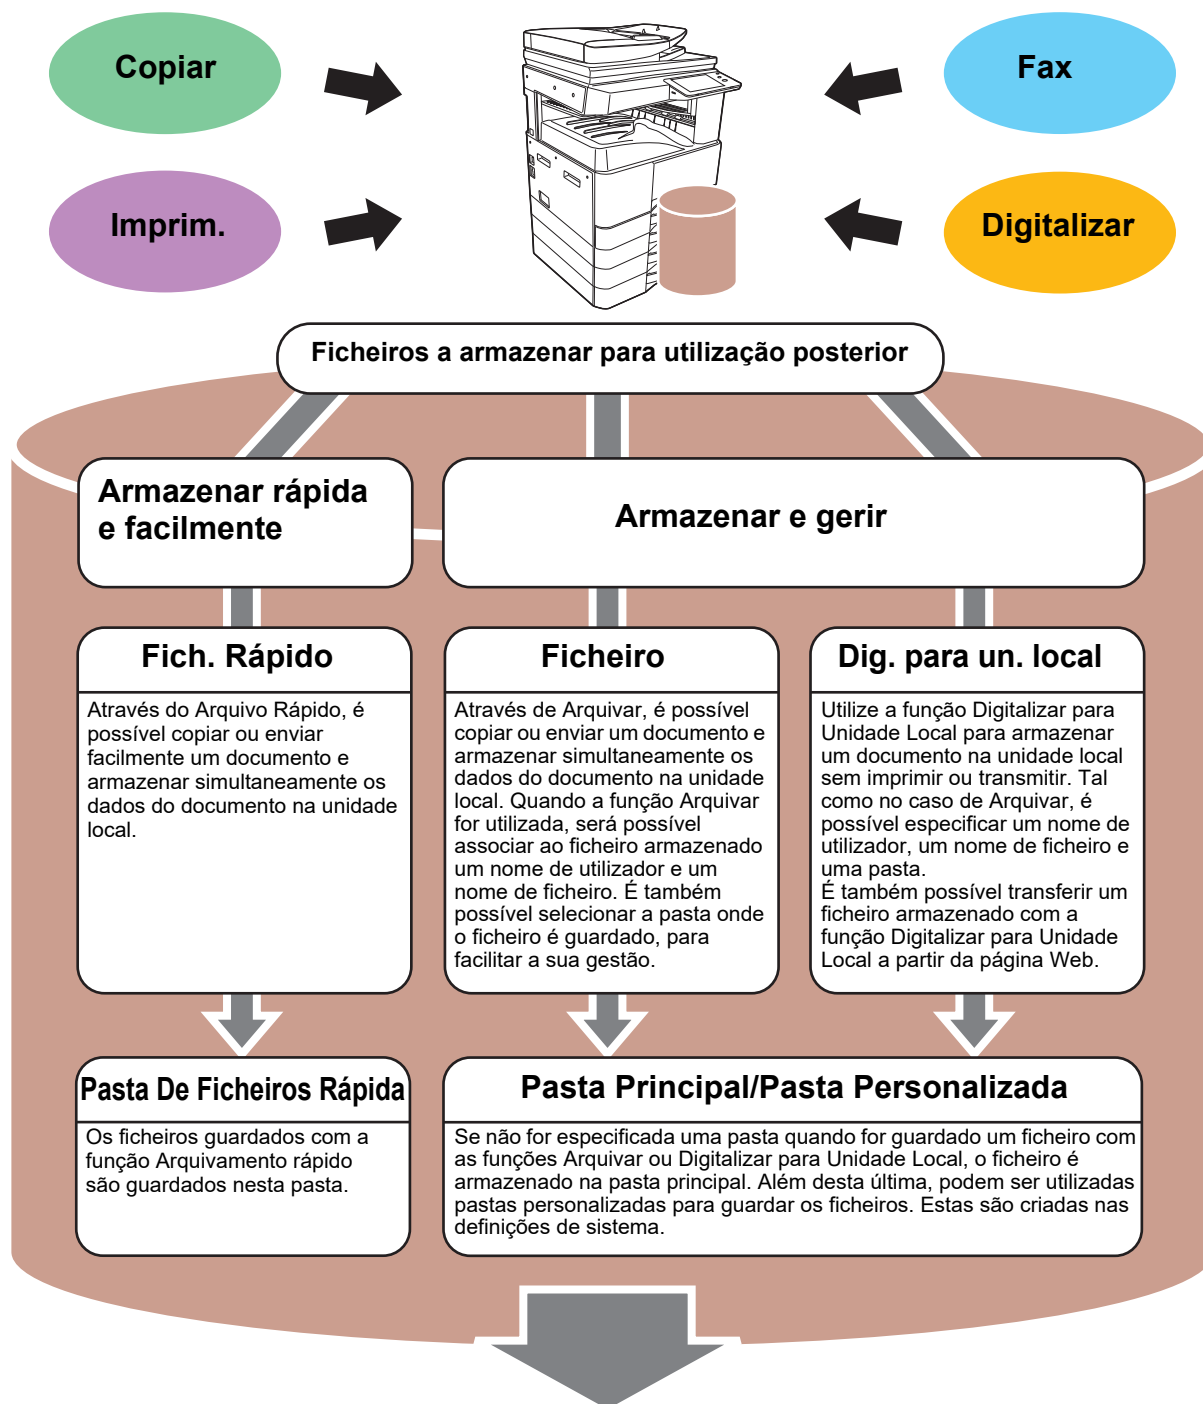 Copiar
Fax
Imprim.
Digitalizar
Ficheiros a armazenar para utilização posterior
Armazenar rápida
e facilmente
Armazenar e gerir
Fich. Rápido
Através do Arquivo Rápido, é
possível copiar ou enviar
facilmente um documento e
armazenar simultaneamente os
dados do documento na unidade
local.
Ficheiro
Através de Arquivar, é possível
copiar ou enviar um documento e
armazenar simultaneamente os
dados do documento na unidade
local. Quando a função Arquivar
for utilizada, será possível
associar ao ficheiro armazenado
um nome de utilizador e um
nome de ficheiro. É também
possível selecionar a pasta onde
o ficheiro é guardado, para
facilitar a sua gestão.
Dig. para un. local
Utilize a função Digitalizar para
Unidade Local para armazenar
um documento na unidade local
sem imprimir ou transmitir. Tal
como no caso de Arquivar, é
possível especificar um nome de
utilizador, um nome de ficheiro e
uma pasta.
É também possível transferir um
ficheiro armazenado com a
função Digitalizar para Unidade
Local a partir da página Web.
Pasta De Ficheiros Rápida
Os ficheiros guardados com a
função Arquivamento rápido
são guardados nesta pasta.
Pasta Principal/Pasta Personalizada
Se não for especificada uma pasta quando for guardado um ficheiro com
as funções Arquivar ou Digitalizar para Unidade Local, o ficheiro é
armazenado na pasta principal. Além desta última, podem ser utilizadas
pastas personalizadas para guardar os ficheiros. Estas são criadas nas
definições de sistema.